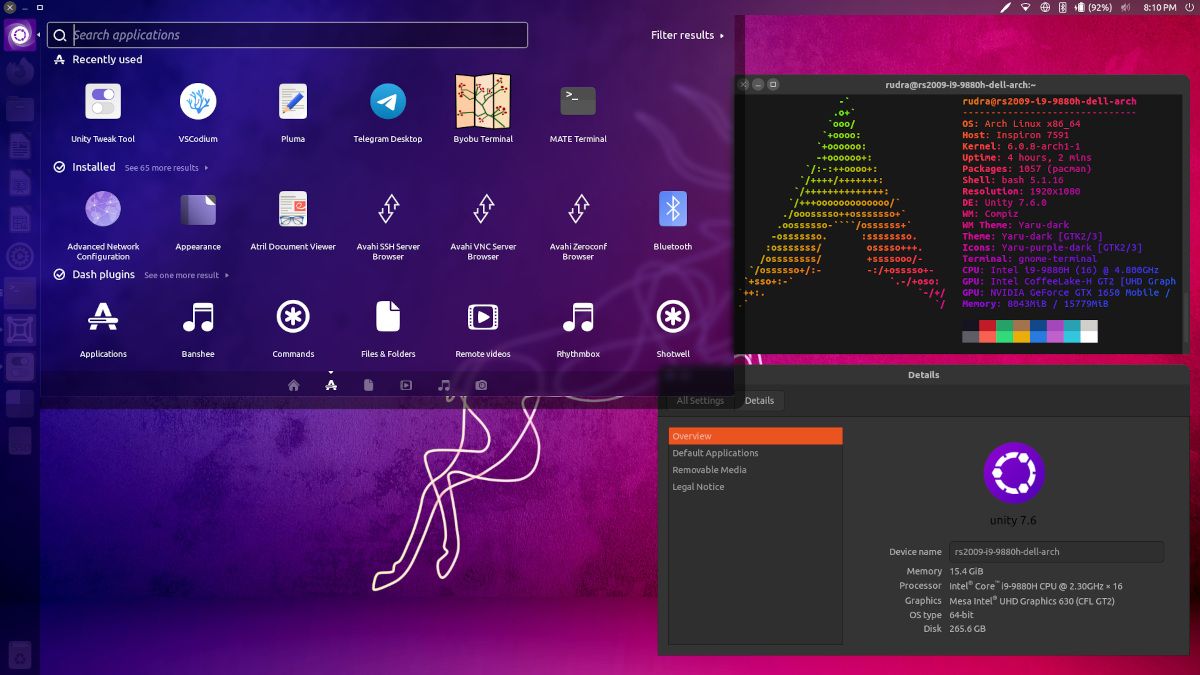 (92%)
8:10 PM
Search applications
Filter results
Recently used
Unity Tweak Tool
VSCodium
Pluma
Telegram Desktop
Byobu Terminal
MATE Terminal
Installed
See 65 more results
Advanced Network
Configuration
Appearance
Atril Document Viewer
Avahi SSH Server
Browser
Avahi VNC Server
Browser
Avahi Zeroconf
Browser
Bluetooth
Dash plugins
See one more result
Applications
Banshee
Commands
Files & Folders
Remote videos
Rhythmbox
Shotwell
rudra@rs2009-i9-9880h-dell-arch:~
rudra@rs2009-i9-9880h-dell-arch
-------------------------------
OS: Arch Linux x86_64
Host: Inspiron 7591
Kernel: 6.0.8-arch1-1
Uptime: 4 hours, 2 mins
Packages: 1057 (pacman)
Shell: bash 5.1.16
Resolution: 1920x1080
DE: Unity 7.6.0
WM: Compiz
WM Theme: Yaru-dark
Theme: Yaru-dark [GTK2/3]
Icons: Yaru-purple-dark [GTK2/3]
Terminal: gnome-terminal
CPU: Intel i9-9880H (16) @ 4.800GHz
GPU: Intel CoffeeLake-H GT2 [UHD Graph
GPU: NVIDIA GeForce GTX 1650 Mobile /
Memory: 8043MiB / 15779MiB
Details
All Settings
Details
Overview
Default Applications
Removable Media
Legal Notice
unity 7.6
Device name rs2009-i9-9880h-dell-arch
Memory 15.4 GiB
Processor Intel® Core™ i9-9880H CPU @ 2.30GHz × 16
Graphics Mesa Intel® UHD Graphics 630 (CFL GT2)
OS type 64-bit
Disk 265.6 GB